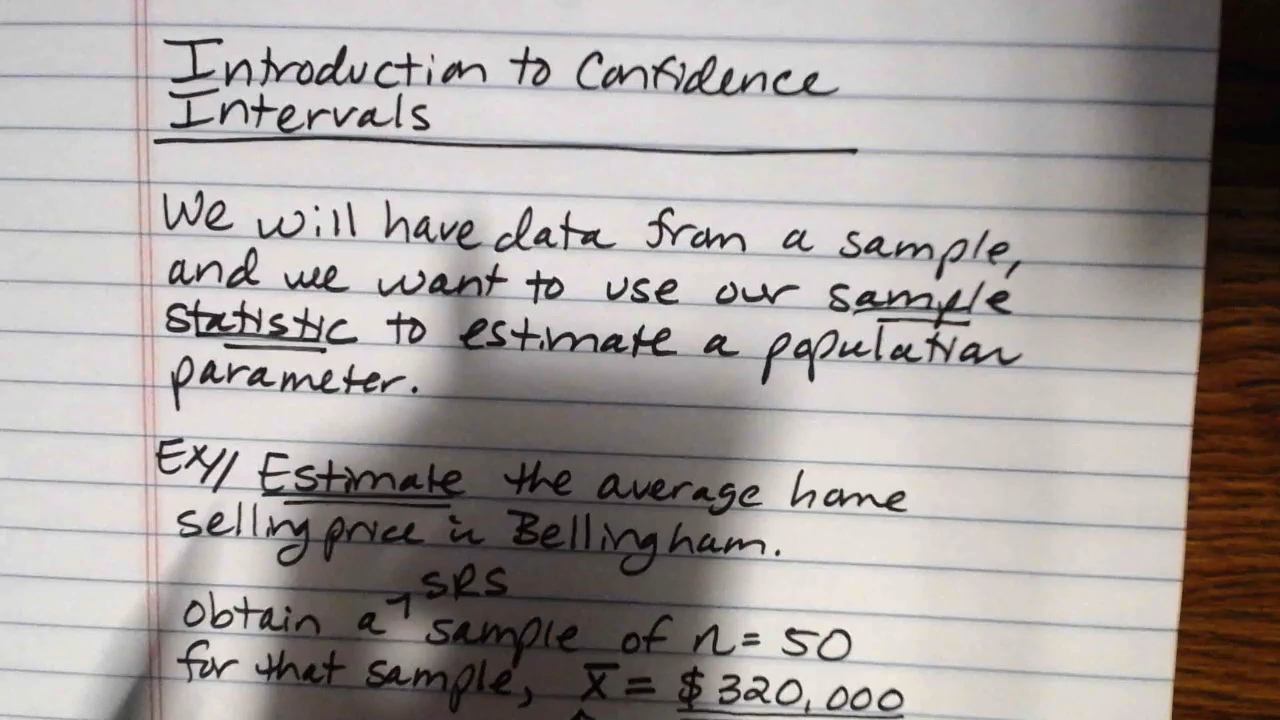 Introduction to Confidence
Intervals
We will have data from a sample,
and we want to use our sample
statistic to estimate a population
parameter.
EX// Estimate the average home
selling price in Bellingham.
SRS
obtain a sample of n = 50
for that sample, x̄ = $320,000